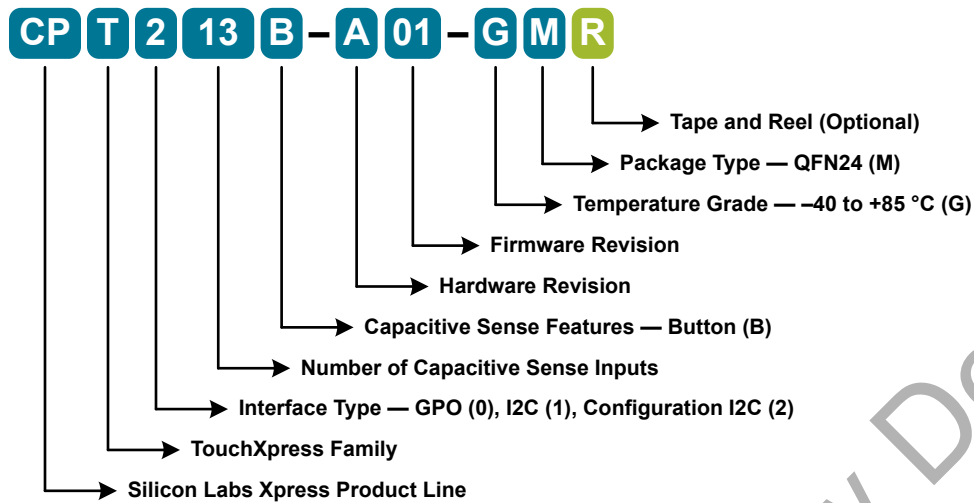 CP T 2 13 B – A 01 – G M R
Tape and Reel (Optional)
Package Type — QFN24 (M)
Temperature Grade — –40 to +85 °C (G)
Firmware Revision
Hardware Revision
Capacitive Sense Features — Button (B)
Number of Capacitive Sense Inputs
Interface Type — GPO (0), I2C (1), Configuration I2C (2)
TouchXpress Family
Silicon Labs Xpress Product Line